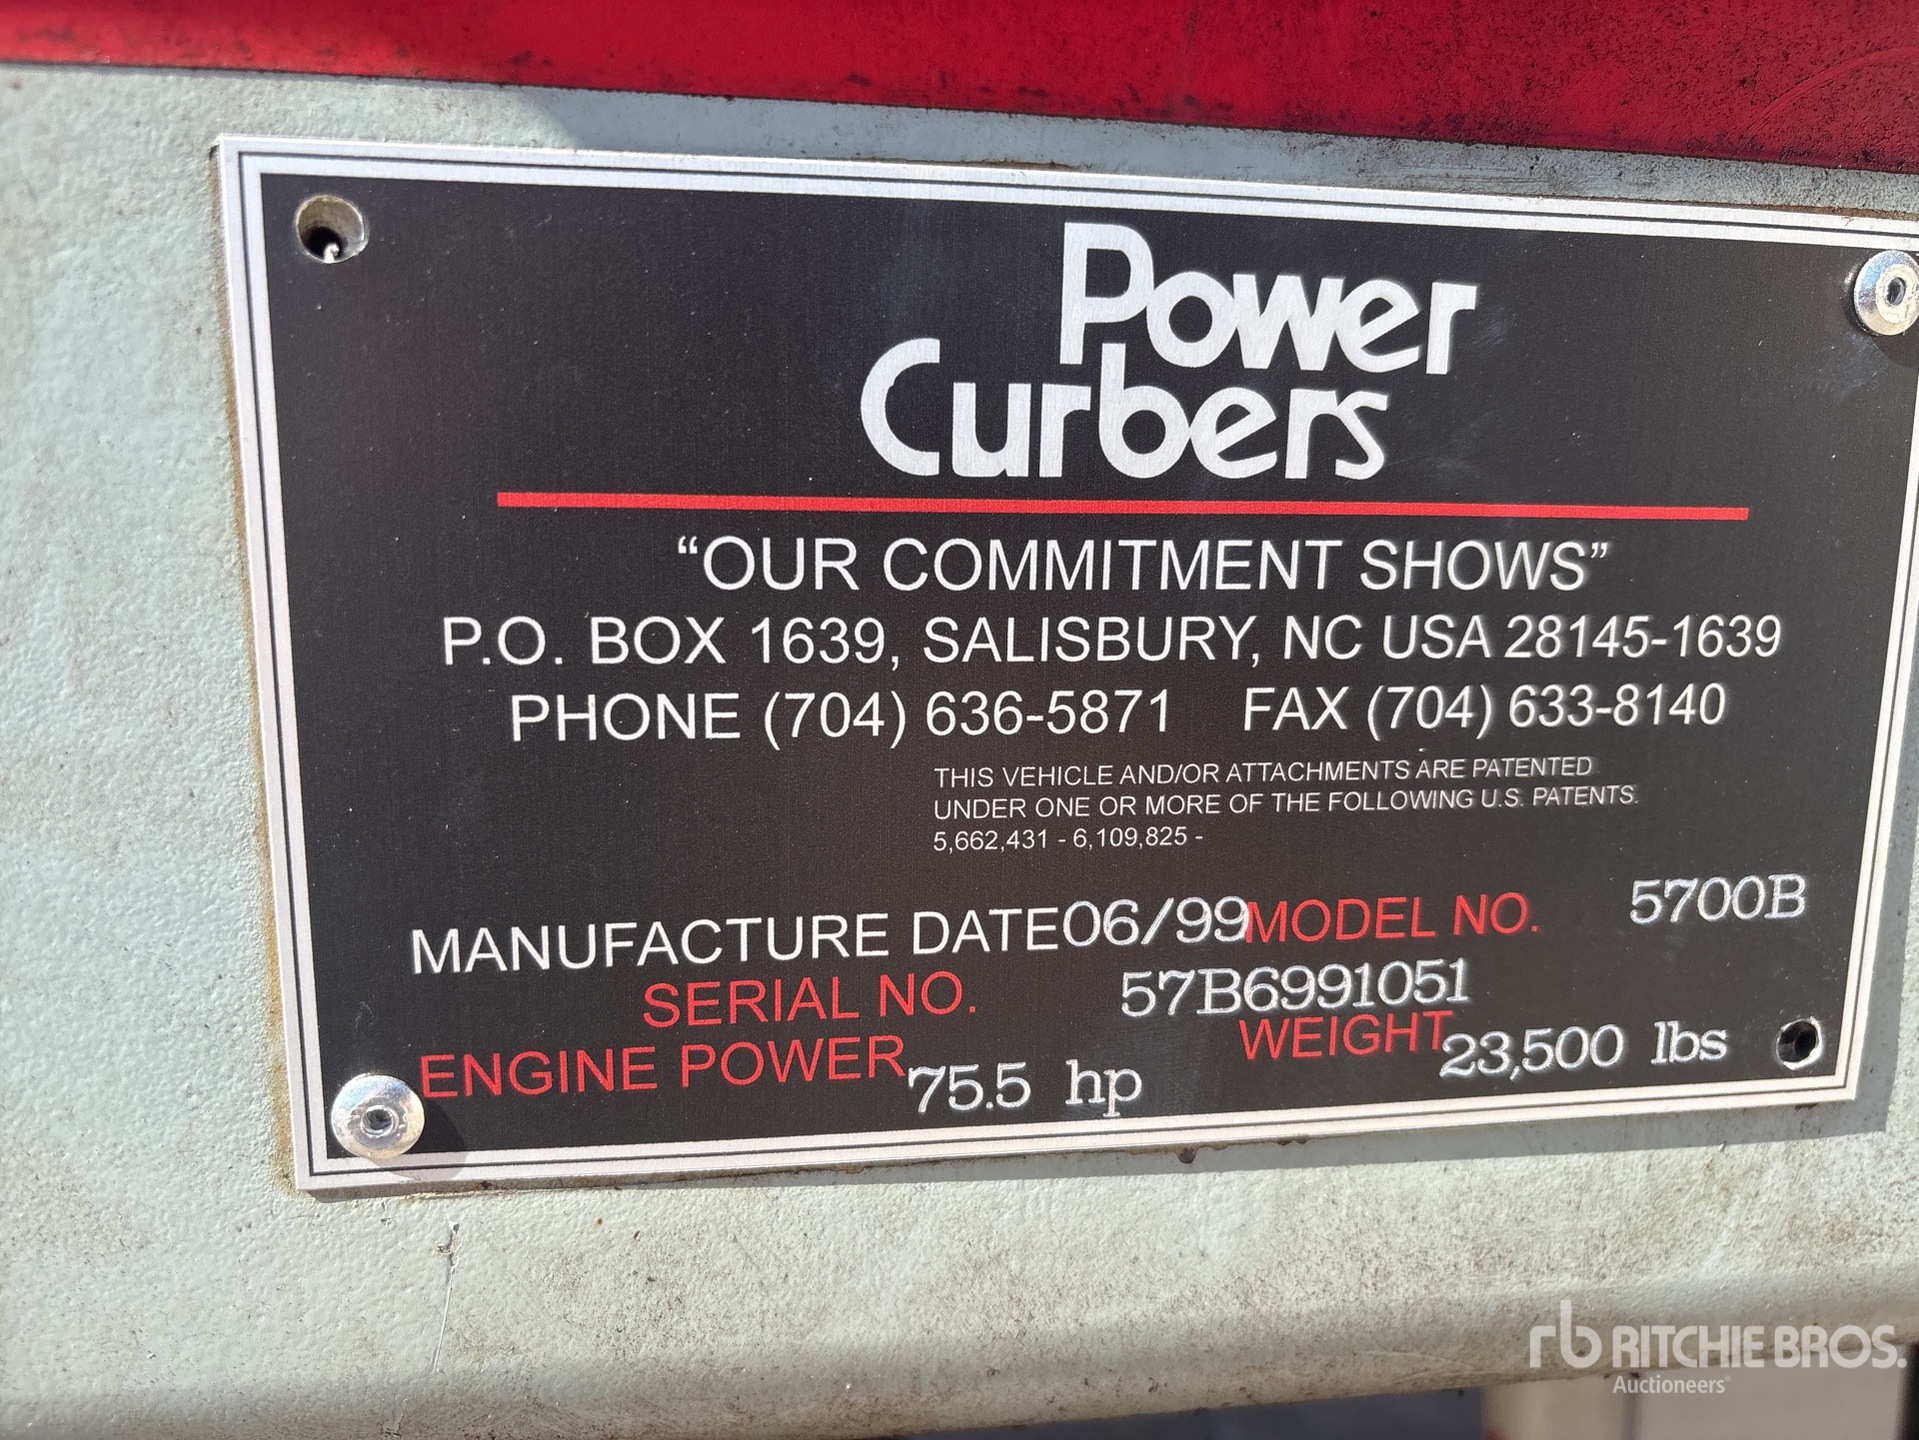 Power
Curbers
“OUR COMMITMENT SHOWS”
P.O. BOX 1639, SALISBURY, NC USA 28145-1639
PHONE (704) 636-5871 FAX (704) 633-8140
THIS VEHICLE AND/OR ATTACHMENTS ARE PATENTED
UNDER ONE OR MORE OF THE FOLLOWING U.S. PATENTS.
5,662,431 - 6,109,825 -
MANUFACTURE DATE 06/99 MODEL NO. 5700B
SERIAL NO. 57B6991051
ENGINE POWER 75.5 hp WEIGHT 23,500 lbs
rb RITCHIE BROS.
Auctioneers